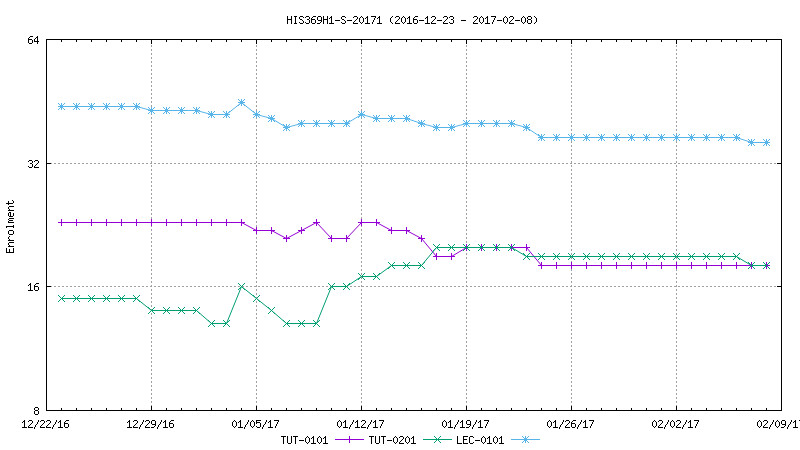 HIS369H1-S-20171 (2016-12-23 - 2017-02-08)
64
32
Enrolment
16
8
12/22/16 12/29/16 01/05/17 01/12/17 01/19/17 01/26/17 02/02/17 02/09/1
TUT-0101 TUT-0201 LEC-0101